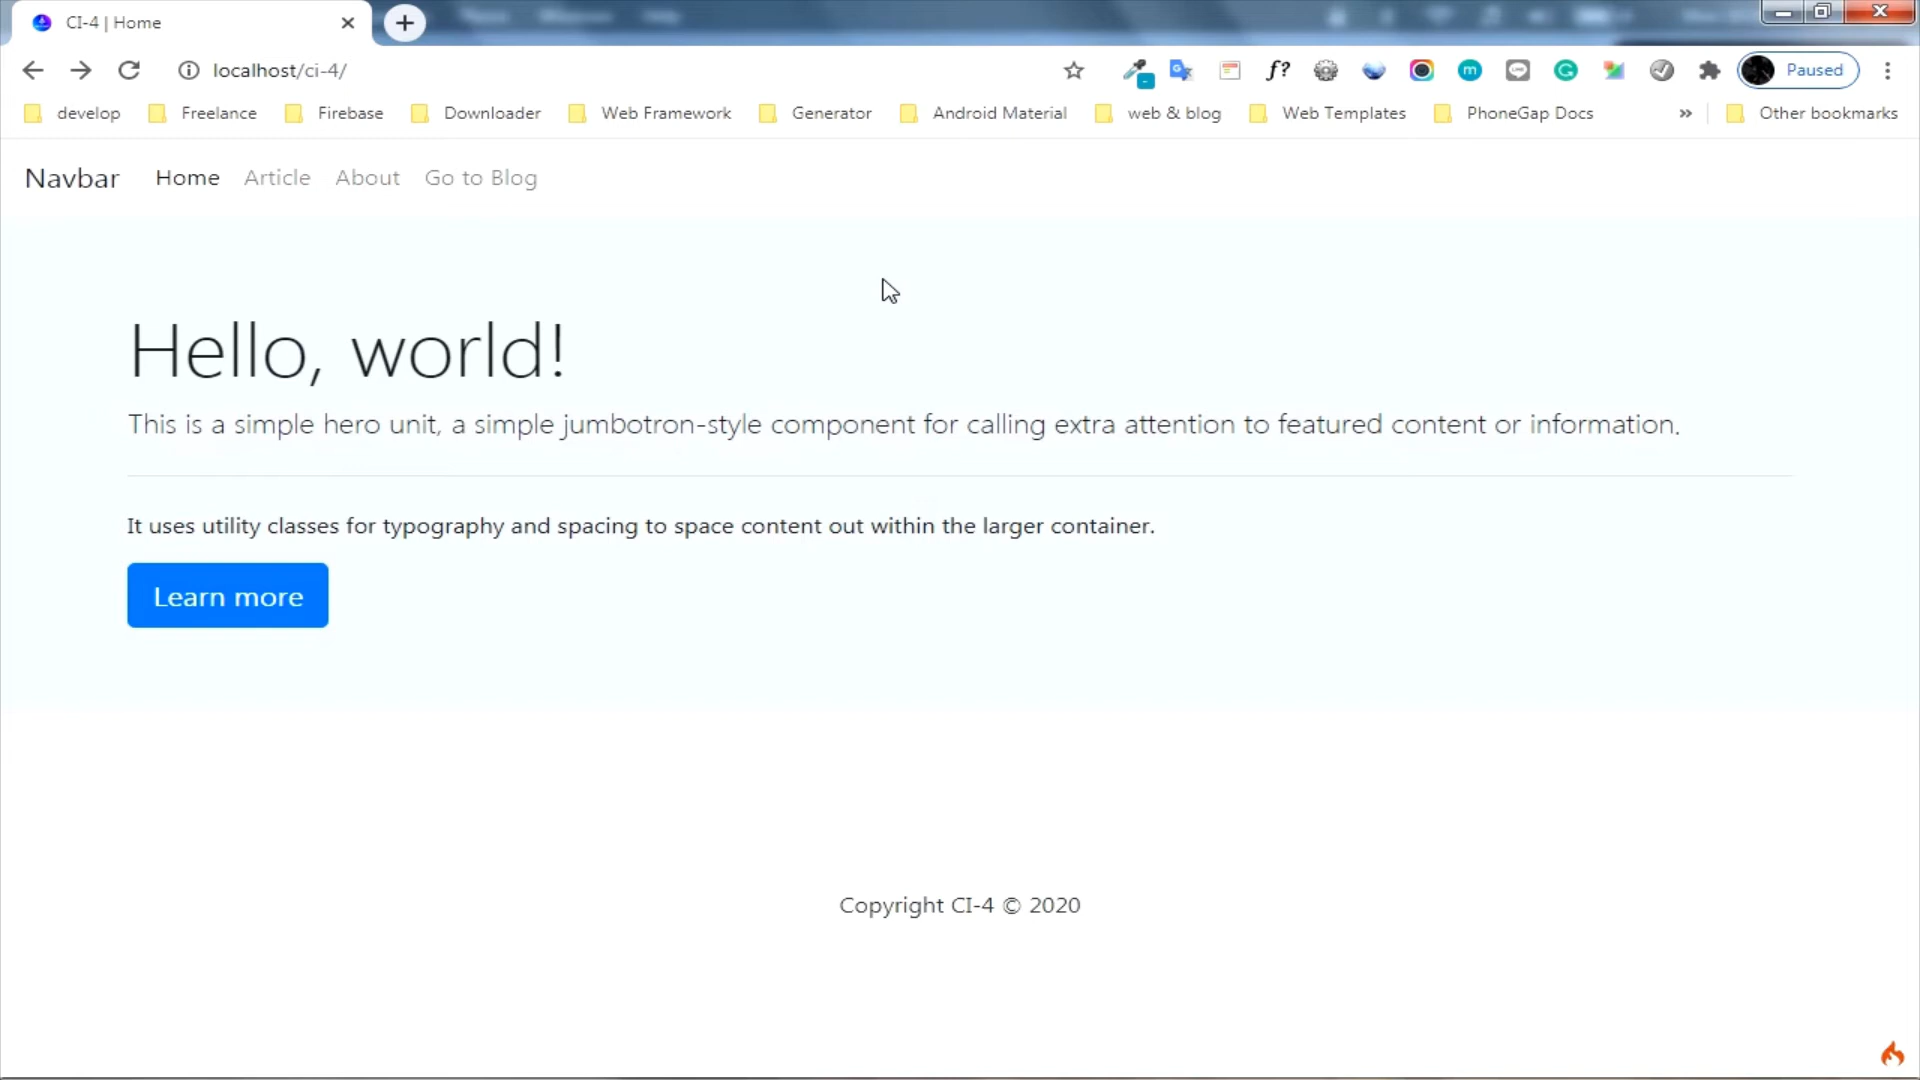 CI-4 | Home
localhost/ci-4/
f?
m
G
Paused
develop Freelance Firebase Downloader Web Framework Generator Android Material web & blog Web Templates PhoneGap Docs » Other bookmarks
Navbar Home Article About Go to Blog
Hello, world!
This is a simple hero unit, a simple jumbotron-style component for calling extra attention to featured content or information.
It uses utility classes for typography and spacing to space content out within the larger container.
Learn more
Copyright CI-4 © 2020